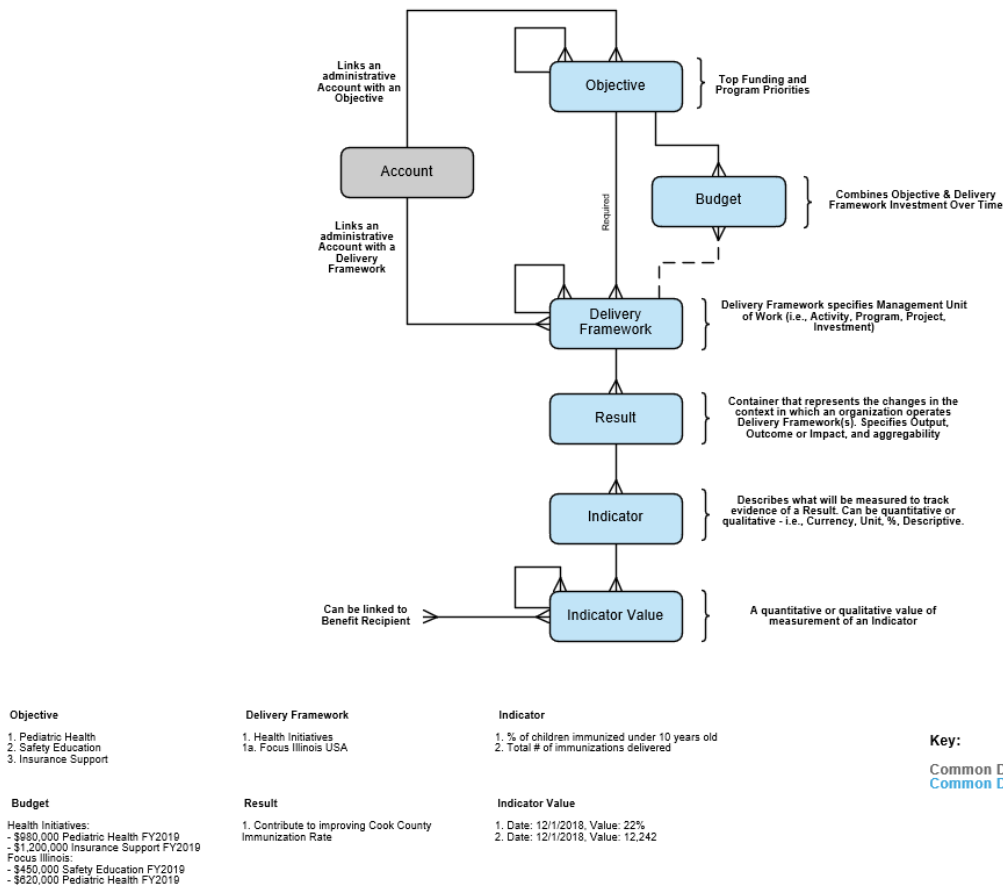 Links an
administrative
Account with an
Objective
Objective
Top Funding and
Program Priorities
Account
Required
Budget
Combines Objective & Delivery
Framework Investment Over Time
Links an
administrative
Account with a
Delivery
Framework
Delivery
Framework
Delivery Framework specifies Management Unit
of Work (i.e., Activity, Program, Project,
Investment)
Result
Container that represents the changes in the
context in which an organization operates
Delivery Framework(s). Specifies Output,
Outcome or Impact, and aggregability
Indicator
Describes what will be measured to track
evidence of a Result. Can be quantitative or
qualitative - i.e., Currency, Unit, %, Descriptive.
Can be linked to
Benefit Recipient
Indicator Value
A quantitative or qualitative value of
measurement of an Indicator
Objective
1. Pediatric Health
2. Safety Education
3. Insurance Support
Delivery Framework
1. Health Initiatives
1a. Focus Illinois USA
Indicator
1. % of children immunized under 10 years old
2. Total # of immunizations delivered
Key:
Common D
Common D
Budget
Health Initiatives:
- $980,000 Pediatric Health FY2019
- $1,200,000 Insurance Support FY2019
Focus Illinois:
- $450,000 Safety Education FY2019
- $620,000 Pediatric Health FY2019
Result
1. Contribute to improving Cook County
Immunization Rate
Indicator Value
1. Date: 12/1/2018, Value: 22%
2. Date: 12/1/2018, Value: 12,242